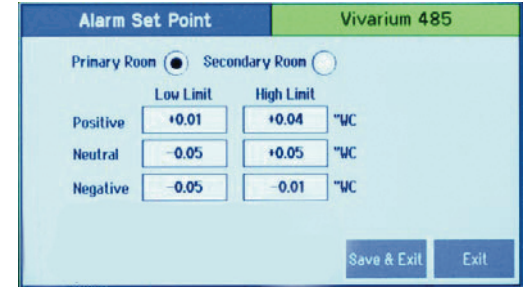 Alarm Set Point Vivarium 485
Primary Room Secondary Room
Low Limit High Limit
Positive +0.01 +0.04 "WC
Neutral -0.05 +0.05 "WC
Negative -0.05 -0.01 "WC
Save & Exit Exit